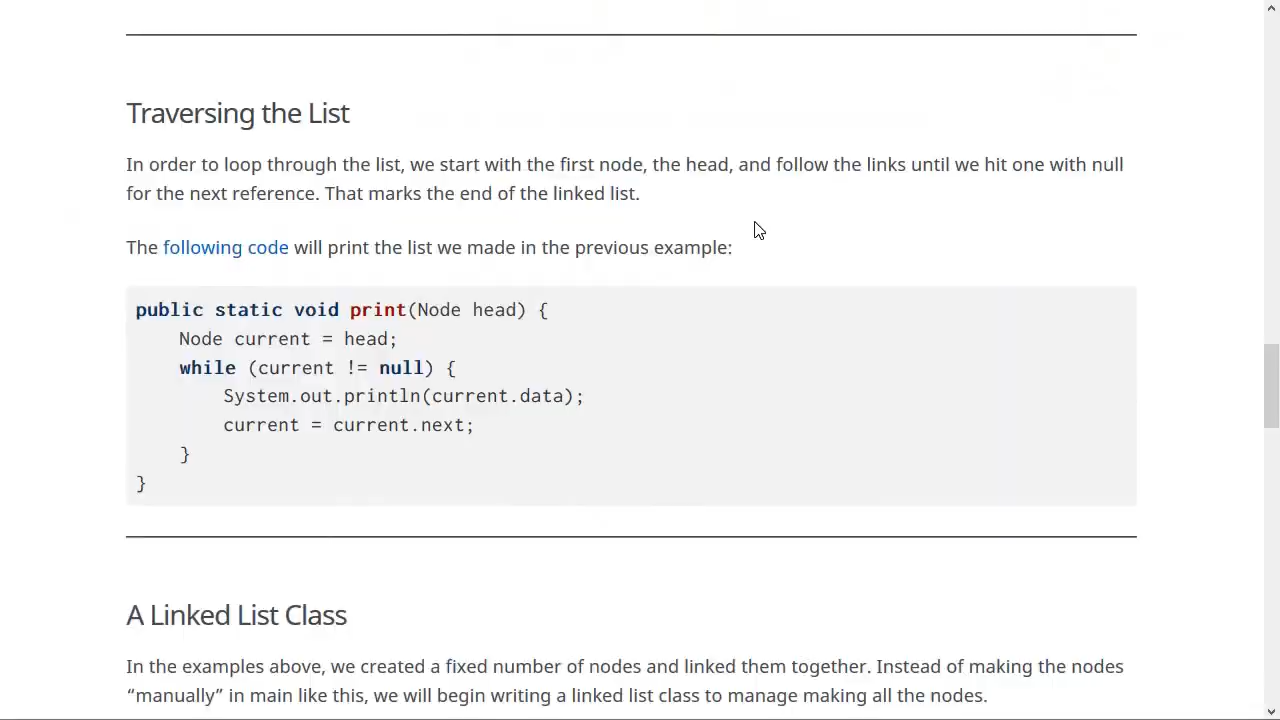 Traversing the List
In order to loop through the list, we start with the first node, the head, and follow the links until we hit one with null
for the next reference. That marks the end of the linked list.
The following code will print the list we made in the previous example:
public static void print(Node head) {
    Node current = head;
    while (current != null) {
        System.out.println(current.data);
        current = current.next;
    }
}
A Linked List Class
In the examples above, we created a fixed number of nodes and linked them together. Instead of making the nodes
“manually” in main like this, we will begin writing a linked list class to manage making all the nodes.